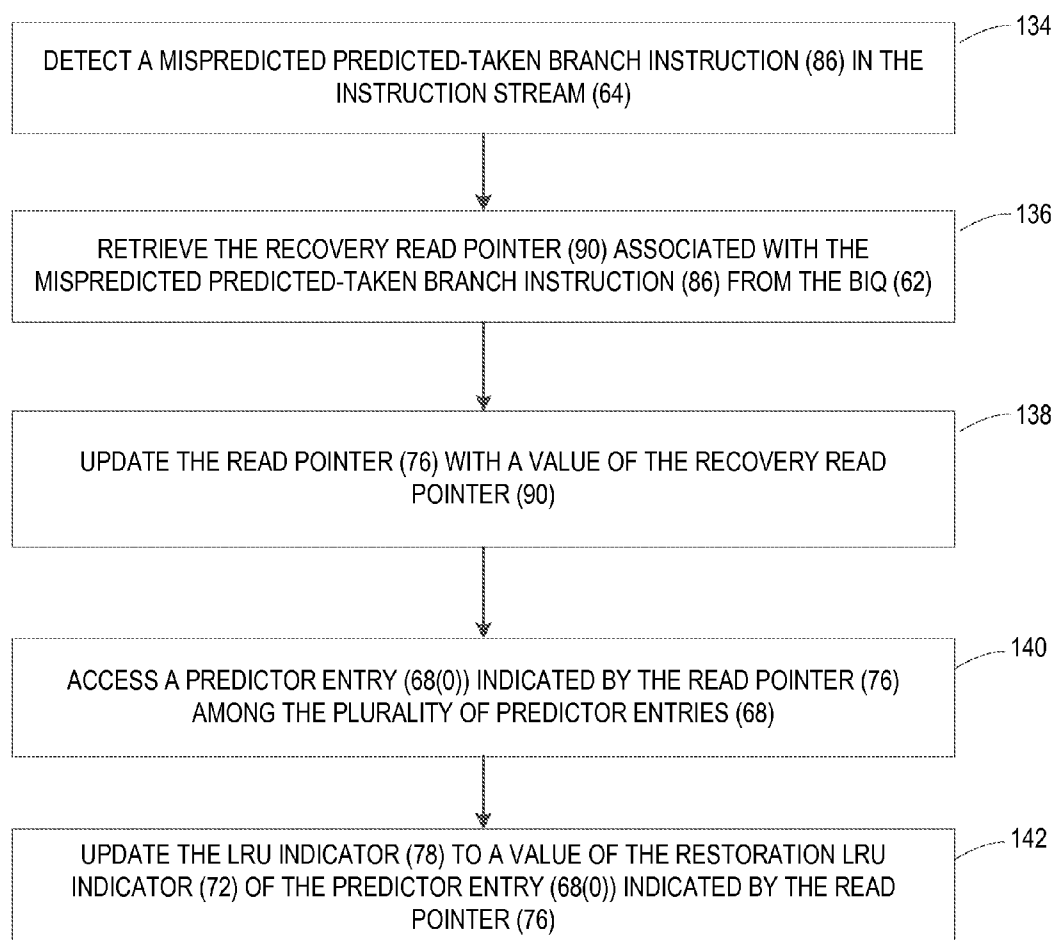 134
DETECT A MISPREDICTED PREDICTED-TAKEN BRANCH INSTRUCTION (86) IN THE
INSTRUCTION STREAM (64)
136
RETRIEVE THE RECOVERY READ POINTER (90) ASSOCIATED WITH THE
MISPREDICTED PREDICTED-TAKEN BRANCH INSTRUCTION (86) FROM THE BIQ (62)
138
UPDATE THE READ POINTER (76) WITH A VALUE OF THE RECOVERY READ
POINTER (90)
140
ACCESS A PREDICTOR ENTRY (68(0)) INDICATED BY THE READ POINTER (76)
AMONG THE PLURALITY OF PREDICTOR ENTRIES (68)
142
UPDATE THE LRU INDICATOR (78) TO A VALUE OF THE RESTORATION LRU
INDICATOR (72) OF THE PREDICTOR ENTRY (68(0)) INDICATED BY THE READ
POINTER (76)